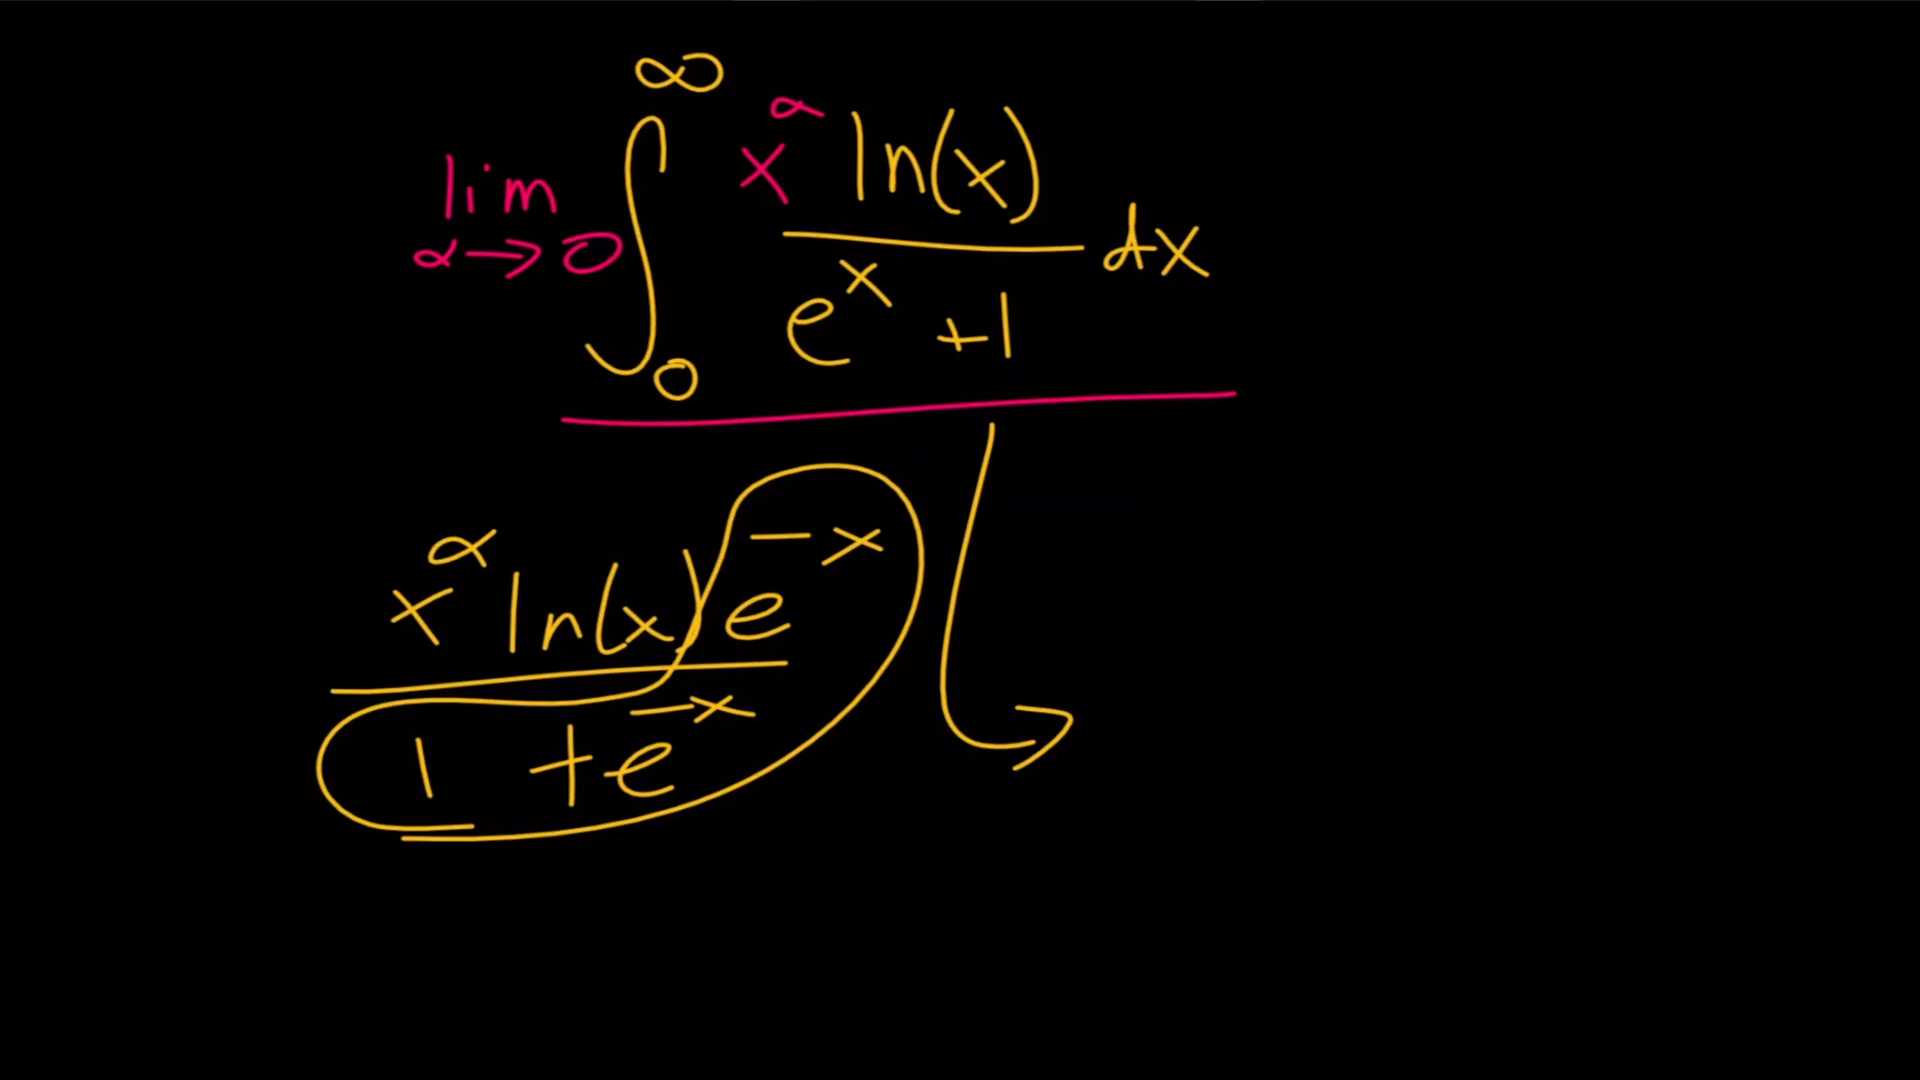 lim α→0 ∫₀^∞ x^α ln(x) / (e^x + 1) dx
x^α ln(x) e^-x / (1 + e^-x)